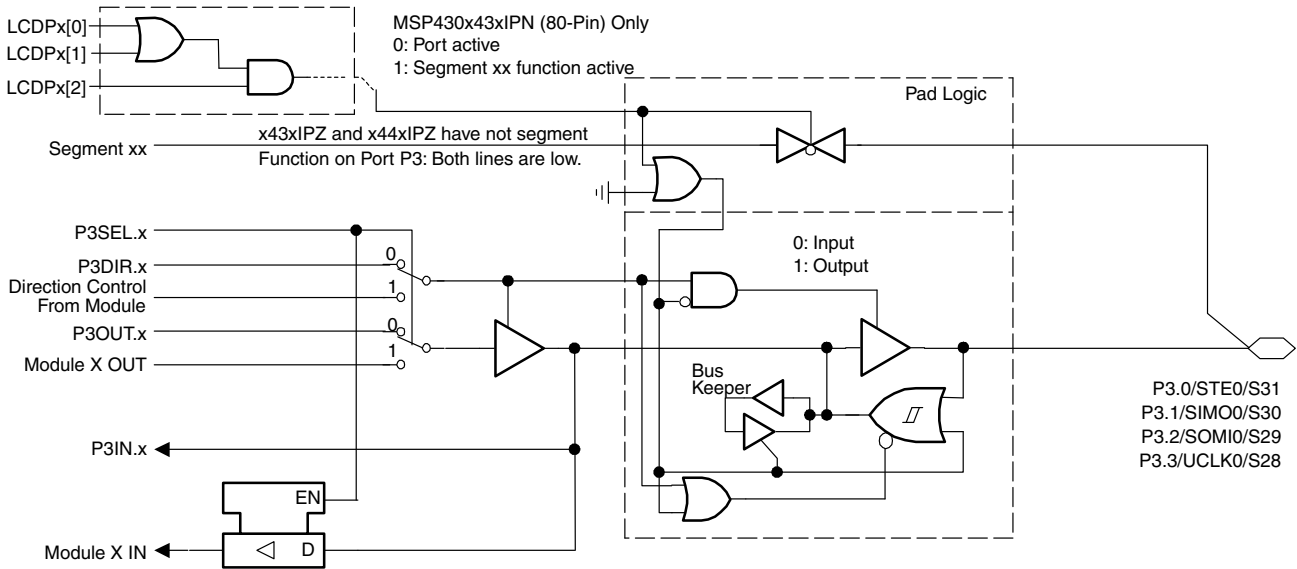 LCDPx[0]
LCDPx[1]
LCDPx[2]
MSP430x43xIPN (80-Pin) Only
0: Port active
1: Segment xx function active
Pad Logic
Segment xx
x43xIPZ and x44xIPZ have not segment
Function on Port P3: Both lines are low.
P3SEL.x
P3DIR.x
0
Direction Control
From Module
1
P3OUT.x
0
Module X OUT
1
0: Input
1: Output
Bus
Keeper
P3IN.x
EN
D
Module X IN
P3.0/STE0/S31
P3.1/SIMO0/S30
P3.2/SOMI0/S29
P3.3/UCLK0/S28